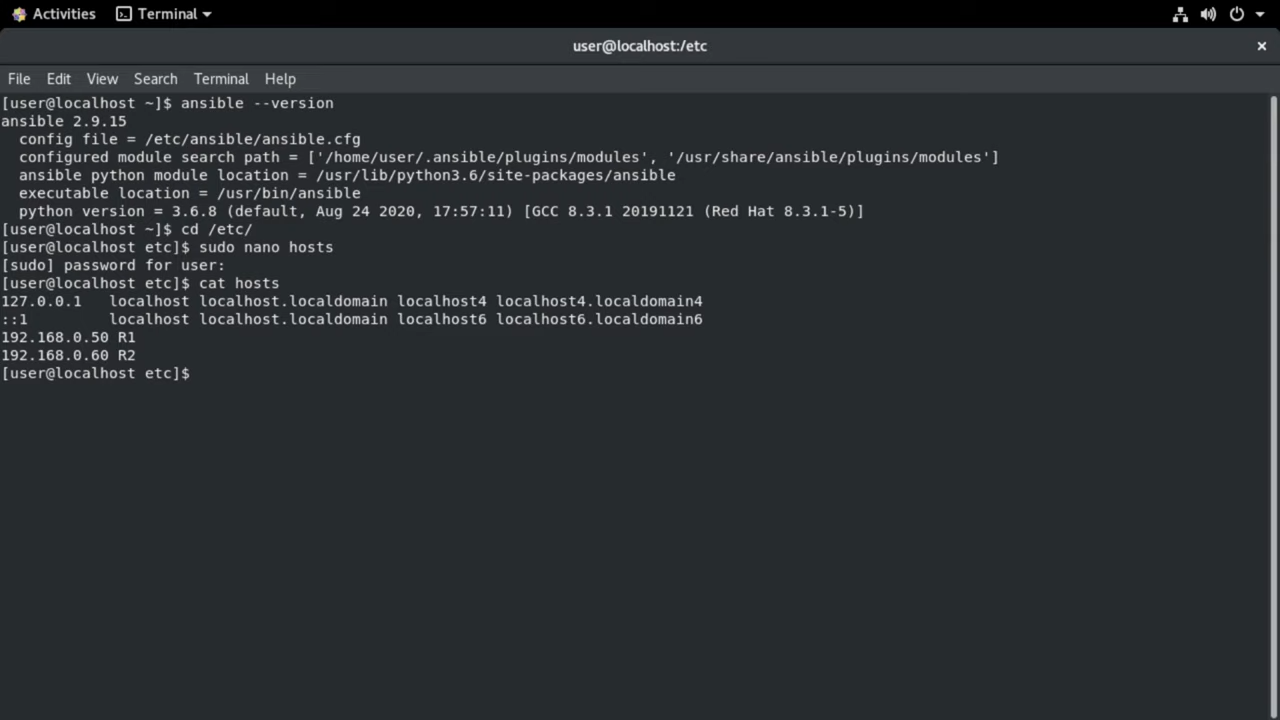 Activities Terminal
user@localhost:/etc
File Edit View Search Terminal Help
[user@localhost ~]$ ansible --version
ansible 2.9.15
  config file = /etc/ansible/ansible.cfg
  configured module search path = ['/home/user/.ansible/plugins/modules', '/usr/share/ansible/plugins/modules']
  ansible python module location = /usr/lib/python3.6/site-packages/ansible
  executable location = /usr/bin/ansible
  python version = 3.6.8 (default, Aug 24 2020, 17:57:11) [GCC 8.3.1 20191121 (Red Hat 8.3.1-5)]
[user@localhost ~]$ cd /etc/
[user@localhost etc]$ sudo nano hosts
[sudo] password for user:
[user@localhost etc]$ cat hosts
127.0.0.1   localhost localhost.localdomain localhost4 localhost4.localdomain4
::1         localhost localhost.localdomain localhost6 localhost6.localdomain6
192.168.0.50 R1
192.168.0.60 R2
[user@localhost etc]$